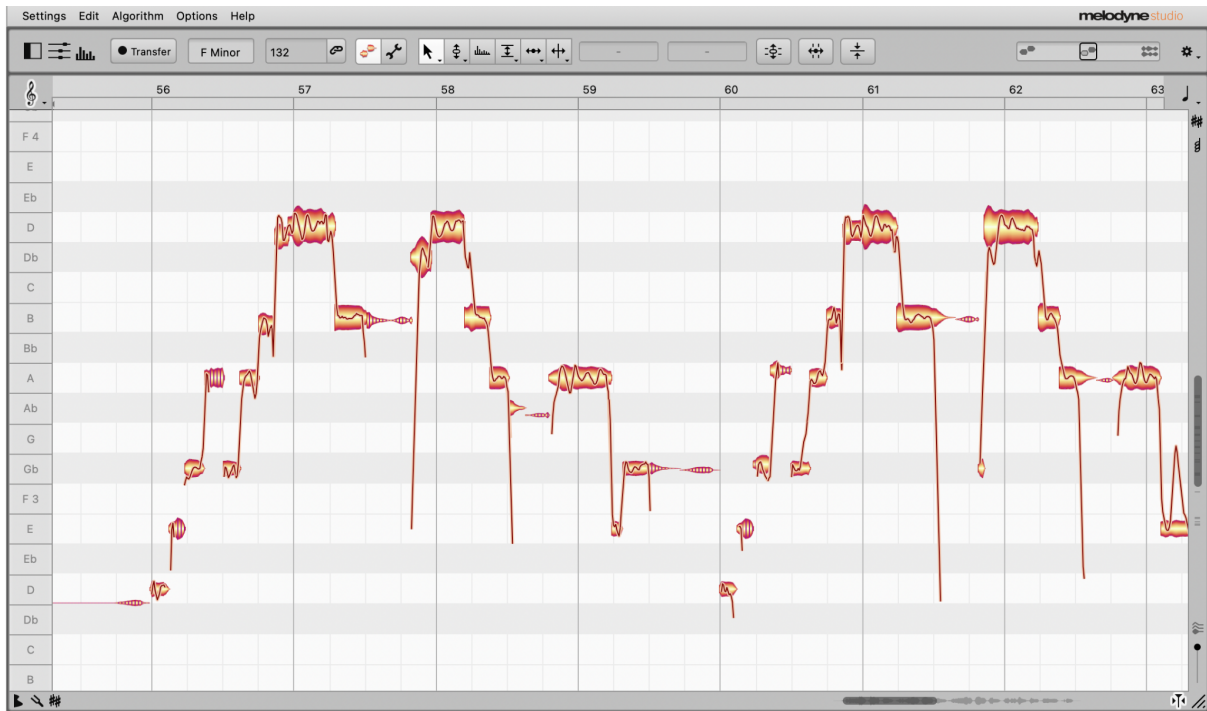 Settings Edit Algorithm Options Help melodyne studio
Transfer F Minor 132 - -
56 57 58 59 60 61 62 63
F 4
E
Eb
D
Db
C
B
Bb
A
Ab
G
Gb
F 3
E
Eb
D
Db
C
B